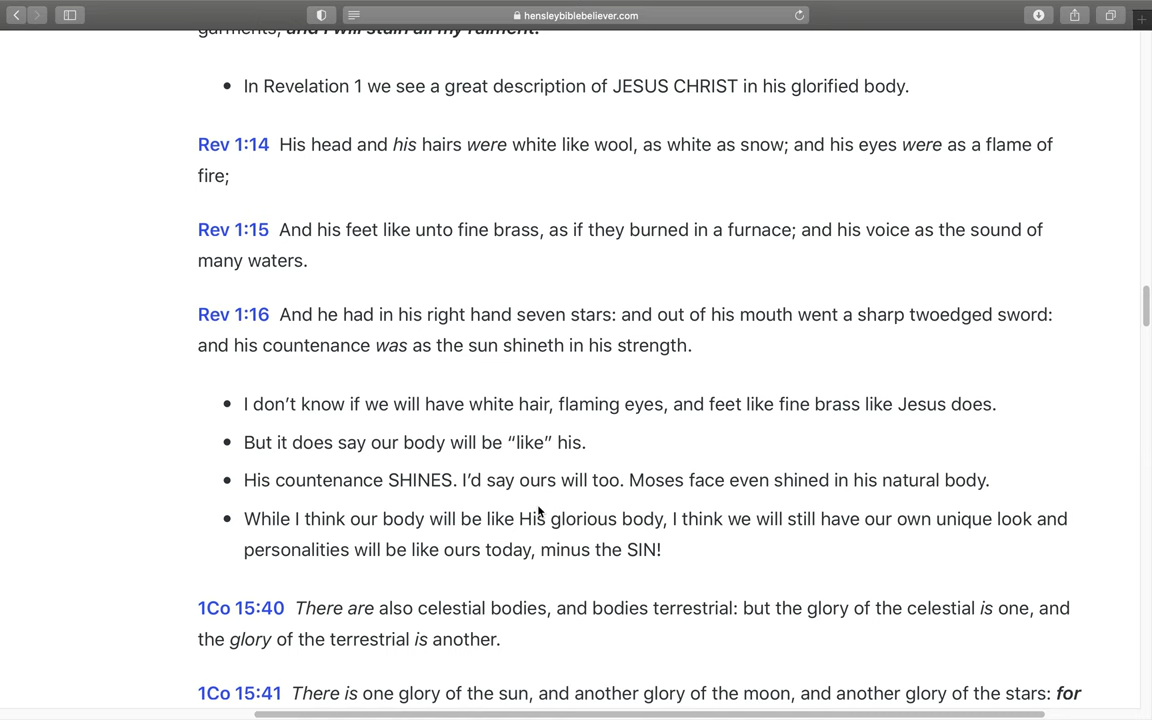 hensleybiblebeliever.com
garments, and I will stain all my raiment.
• In Revelation 1 we see a great description of JESUS CHRIST in his glorified body.
Rev 1:14 His head and his hairs were white like wool, as white as snow; and his eyes were as a flame of
fire;
Rev 1:15 And his feet like unto fine brass, as if they burned in a furnace; and his voice as the sound of
many waters.
Rev 1:16 And he had in his right hand seven stars: and out of his mouth went a sharp twoedged sword:
and his countenance was as the sun shineth in his strength.
• I don’t know if we will have white hair, flaming eyes, and feet like fine brass like Jesus does.
• But it does say our body will be “like” his.
• His countenance SHINES. I’d say ours will too. Moses face even shined in his natural body.
• While I think our body will be like His glorious body, I think we will still have our own unique look and
personalities will be like ours today, minus the SIN!
1Co 15:40 There are also celestial bodies, and bodies terrestrial: but the glory of the celestial is one, and
the glory of the terrestrial is another.
1Co 15:41 There is one glory of the sun, and another glory of the moon, and another glory of the stars: for